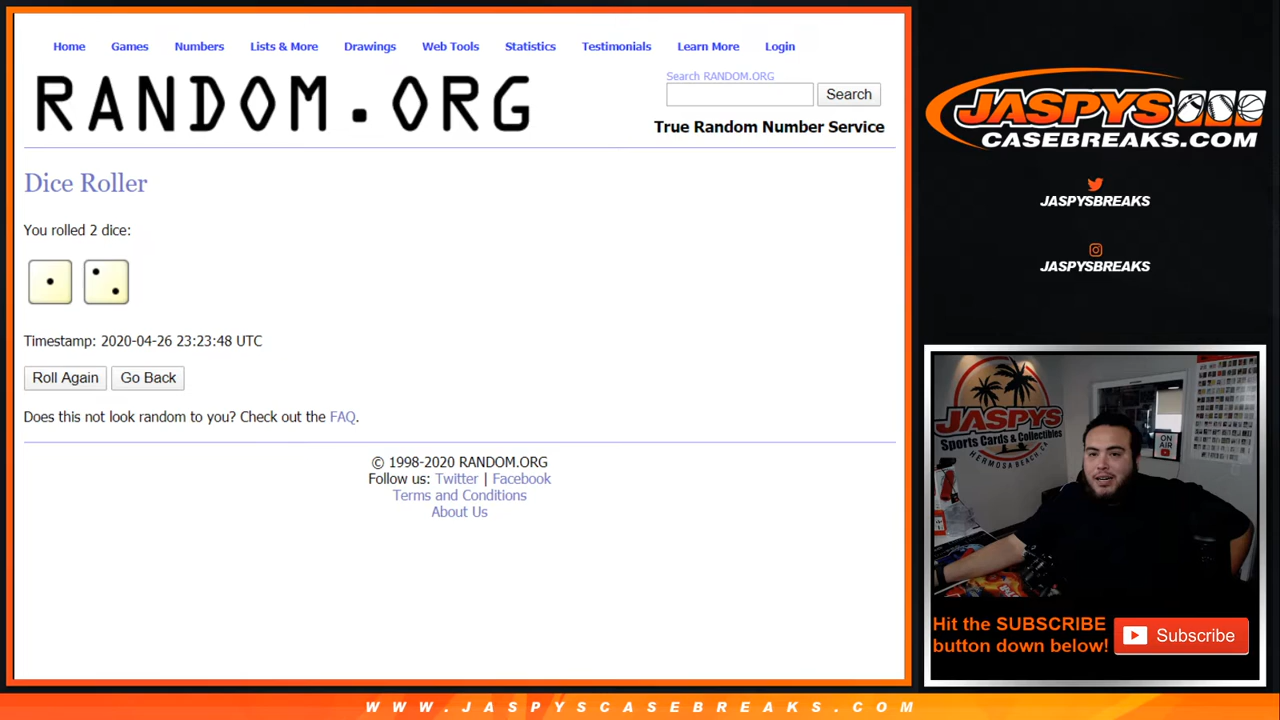 Home Games Numbers Lists & More Drawings Web Tools Statistics Testimonials Learn More Login
RANDOM.ORG
Search RANDOM.ORG
Search
True Random Number Service
Dice Roller
You rolled 2 dice:
Timestamp: 2020-04-26 23:23:48 UTC
Roll Again Go Back
Does this not look random to you? Check out the FAQ.
© 1998-2020 RANDOM.ORG
Follow us: Twitter | Facebook
Terms and Conditions
About Us
JASPYS
CASEBREAKS.COM
JASPYSBREAKS
JASPYSBREAKS
JASPYS
Sports Cards & Collectibles
HERMOSA BEACH, CA
ON
AIR
Hit the SUBSCRIBE
button down below!
Subscribe
WWW.JASPYSCASEBREAKS.COM